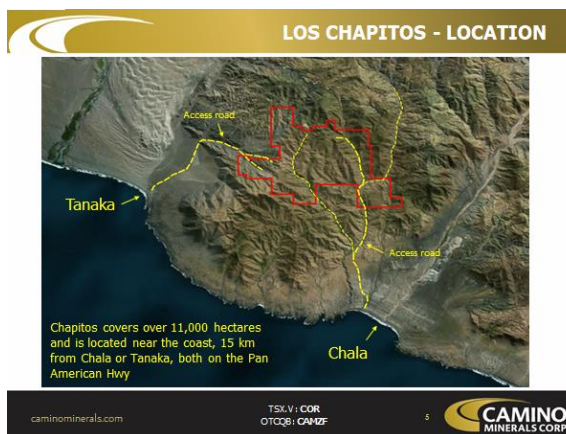 LOS CHAPITOS - LOCATION
Access road
Tanaka
Access road
Chapitos covers over 11,000 hectares
and is located near the coast, 15 km
from Chala or Tanaka, both on the Pan
American Hwy
Chala
caminominerals.com
TSX.V: COR
OTCQB: CAMZF
5
CAMINO
MINERALS CORP